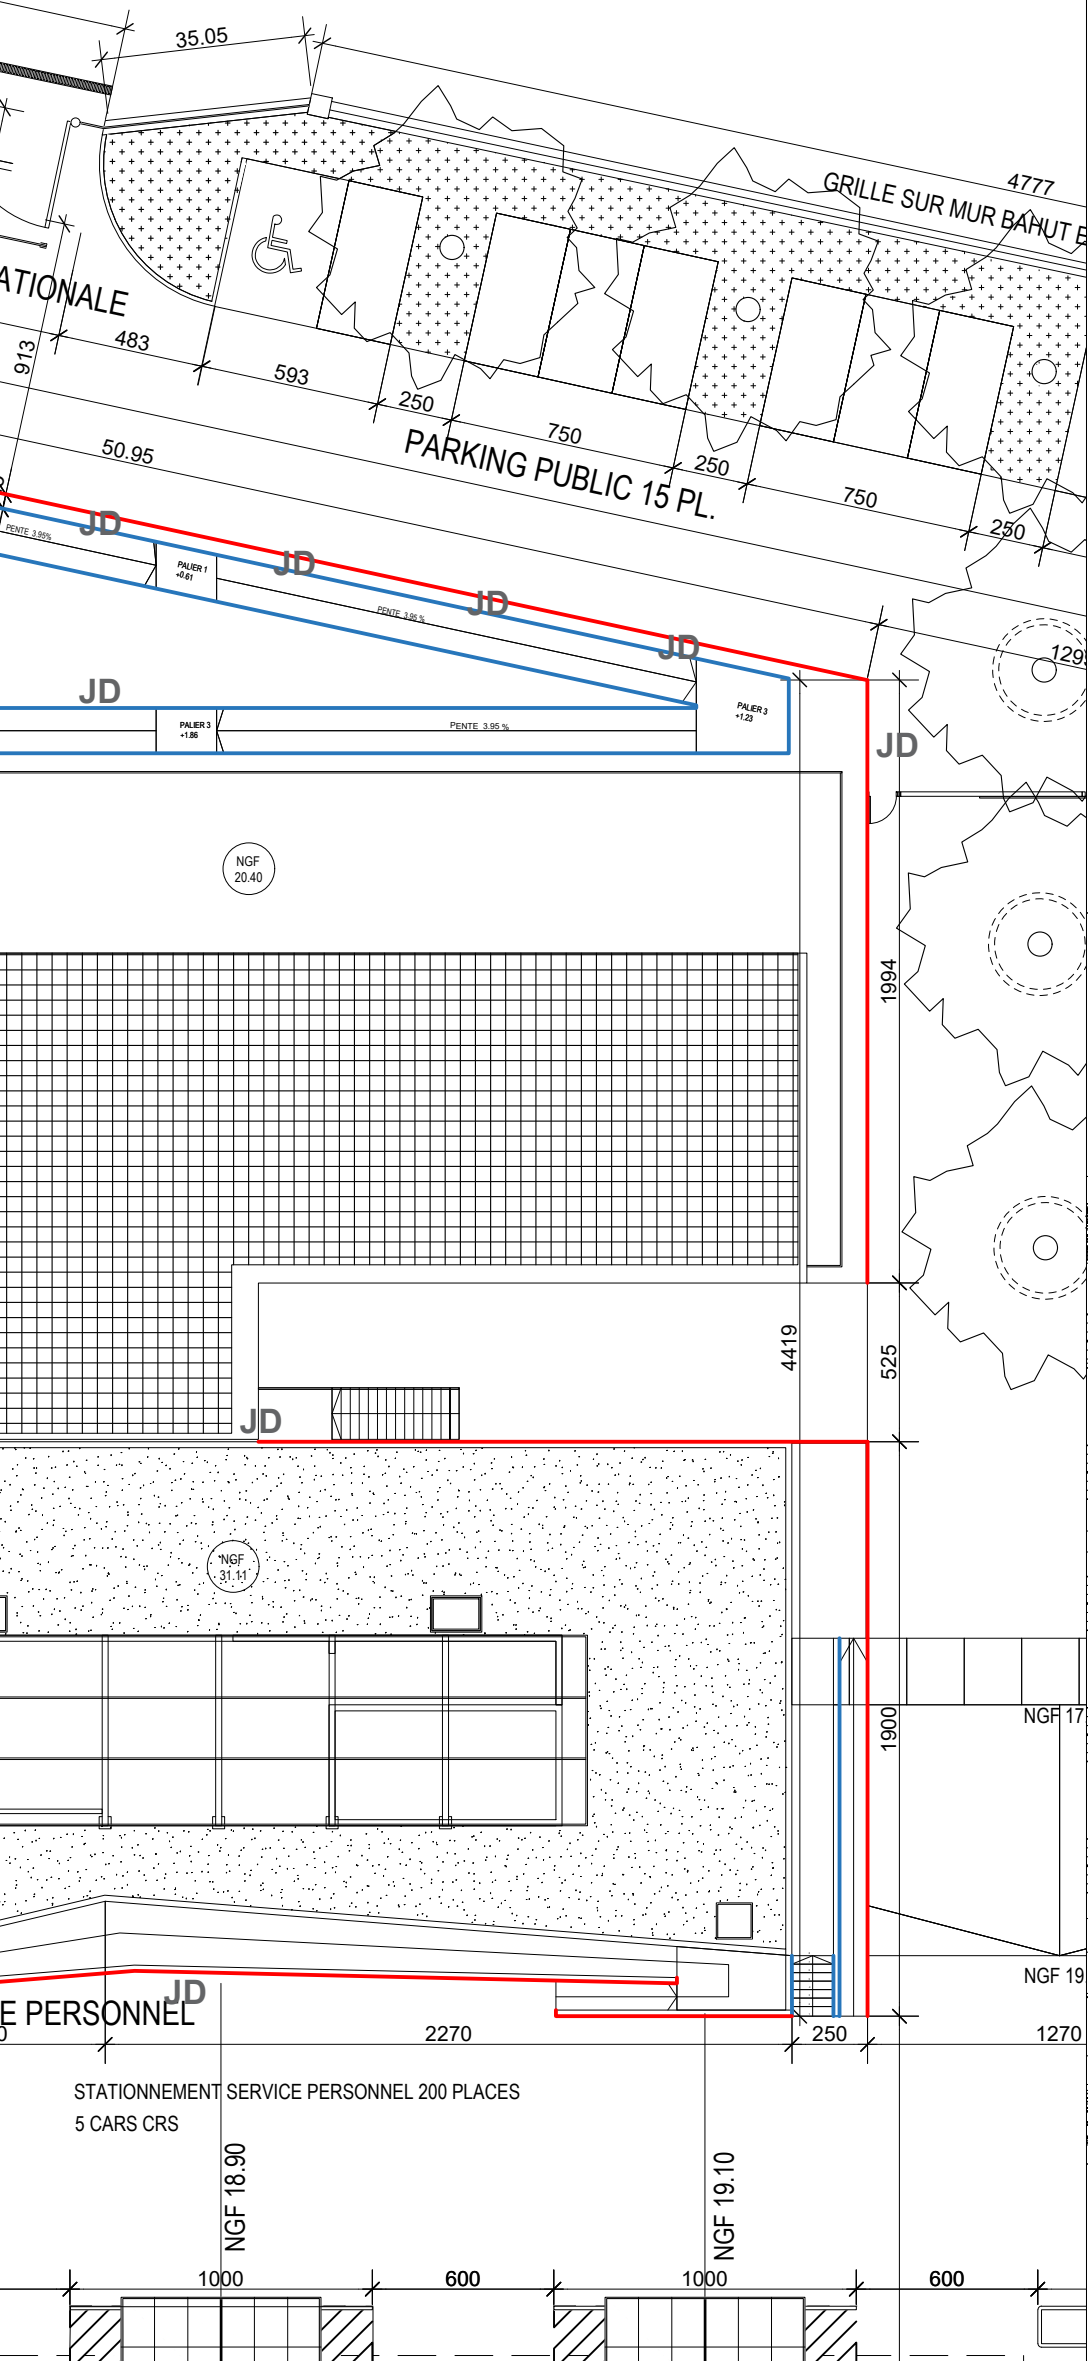 35.05
4777
GRILLE SUR MUR BAHUT
ATIONALE
913
483
593
250
750
250
750
250
PARKING PUBLIC 15 PL.
50.95
JD
PENTE 3.95%
PALIER 1
+0.61
JD
PENTE 3.95 %
JD
JD
129
JD
PALIER 3
+1.86
PENTE 3.95 %
PALIER 3
+1.23
JD
NGF
20.40
1994
4419
525
JD
NGF
31.11
1900
NGF 17
NGF 19
JD
E PERSONNEL
2270
250
1270
STATIONNEMENT SERVICE PERSONNEL 200 PLACES
5 CARS CRS
NGF 18.90
NGF 19.10
1000
600
1000
600